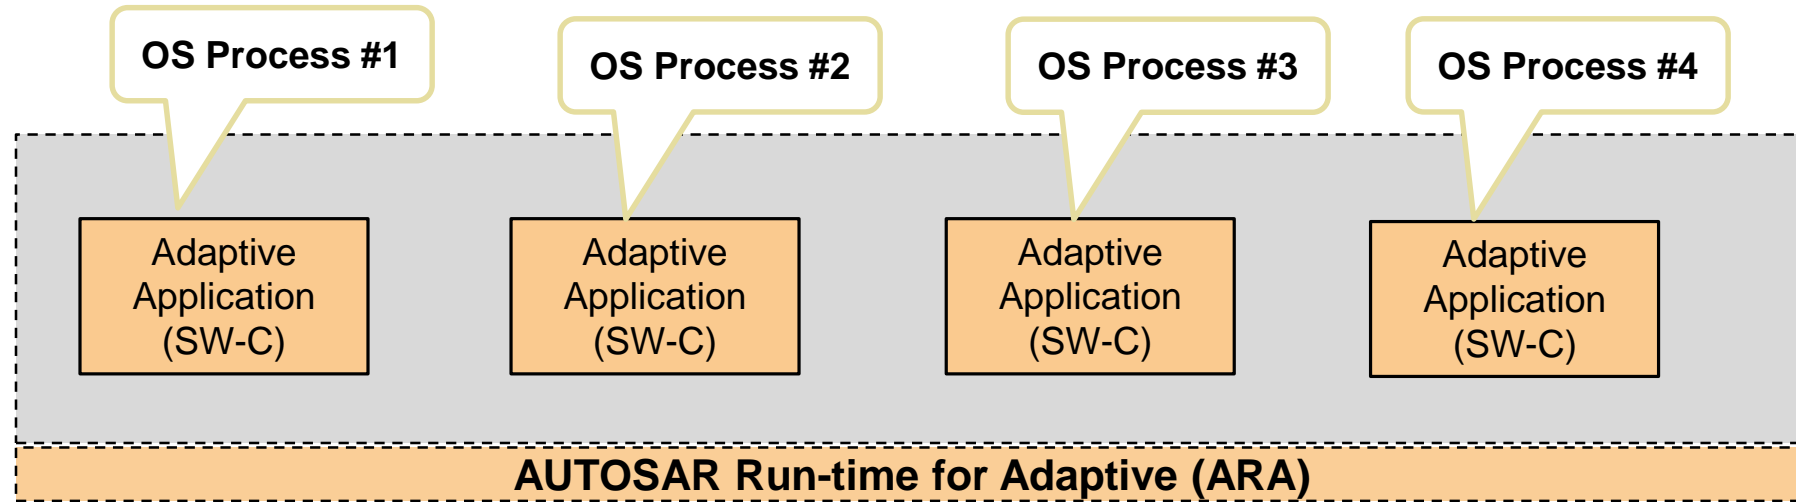 OS Process #1
OS Process #2
OS Process #3
OS Process #4
Adaptive
Application
(SW-C)
Adaptive
Application
(SW-C)
Adaptive
Application
(SW-C)
Adaptive
Application
(SW-C)
AUTOSAR Run-time for Adaptive (ARA)